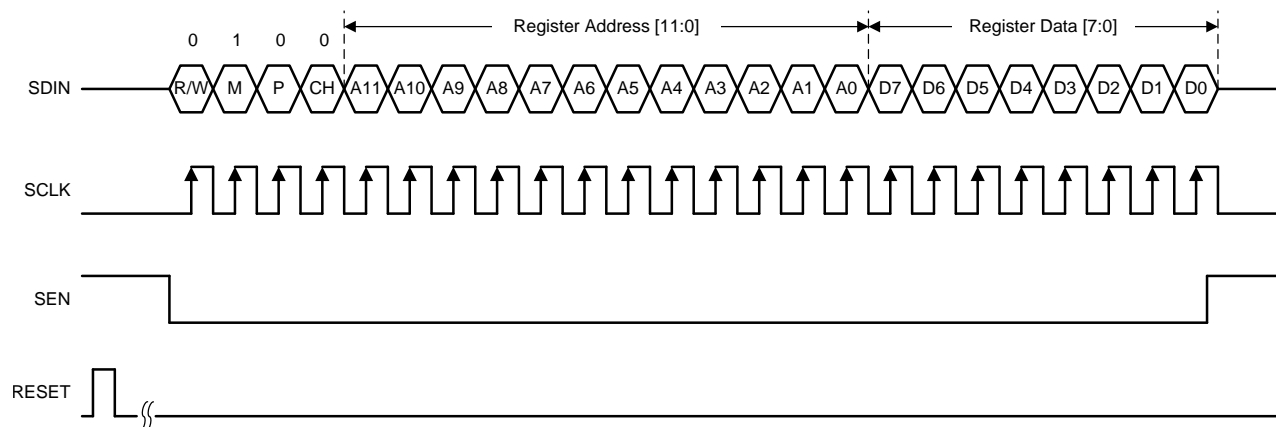 Register Address [11:0] Register Data [7:0]
0 1 0 0
SDIN R/W M P CH A11 A10 A9 A8 A7 A6 A5 A4 A3 A2 A1 A0 D7 D6 D5 D4 D3 D2 D1 D0
SCLK
SEN
RESET